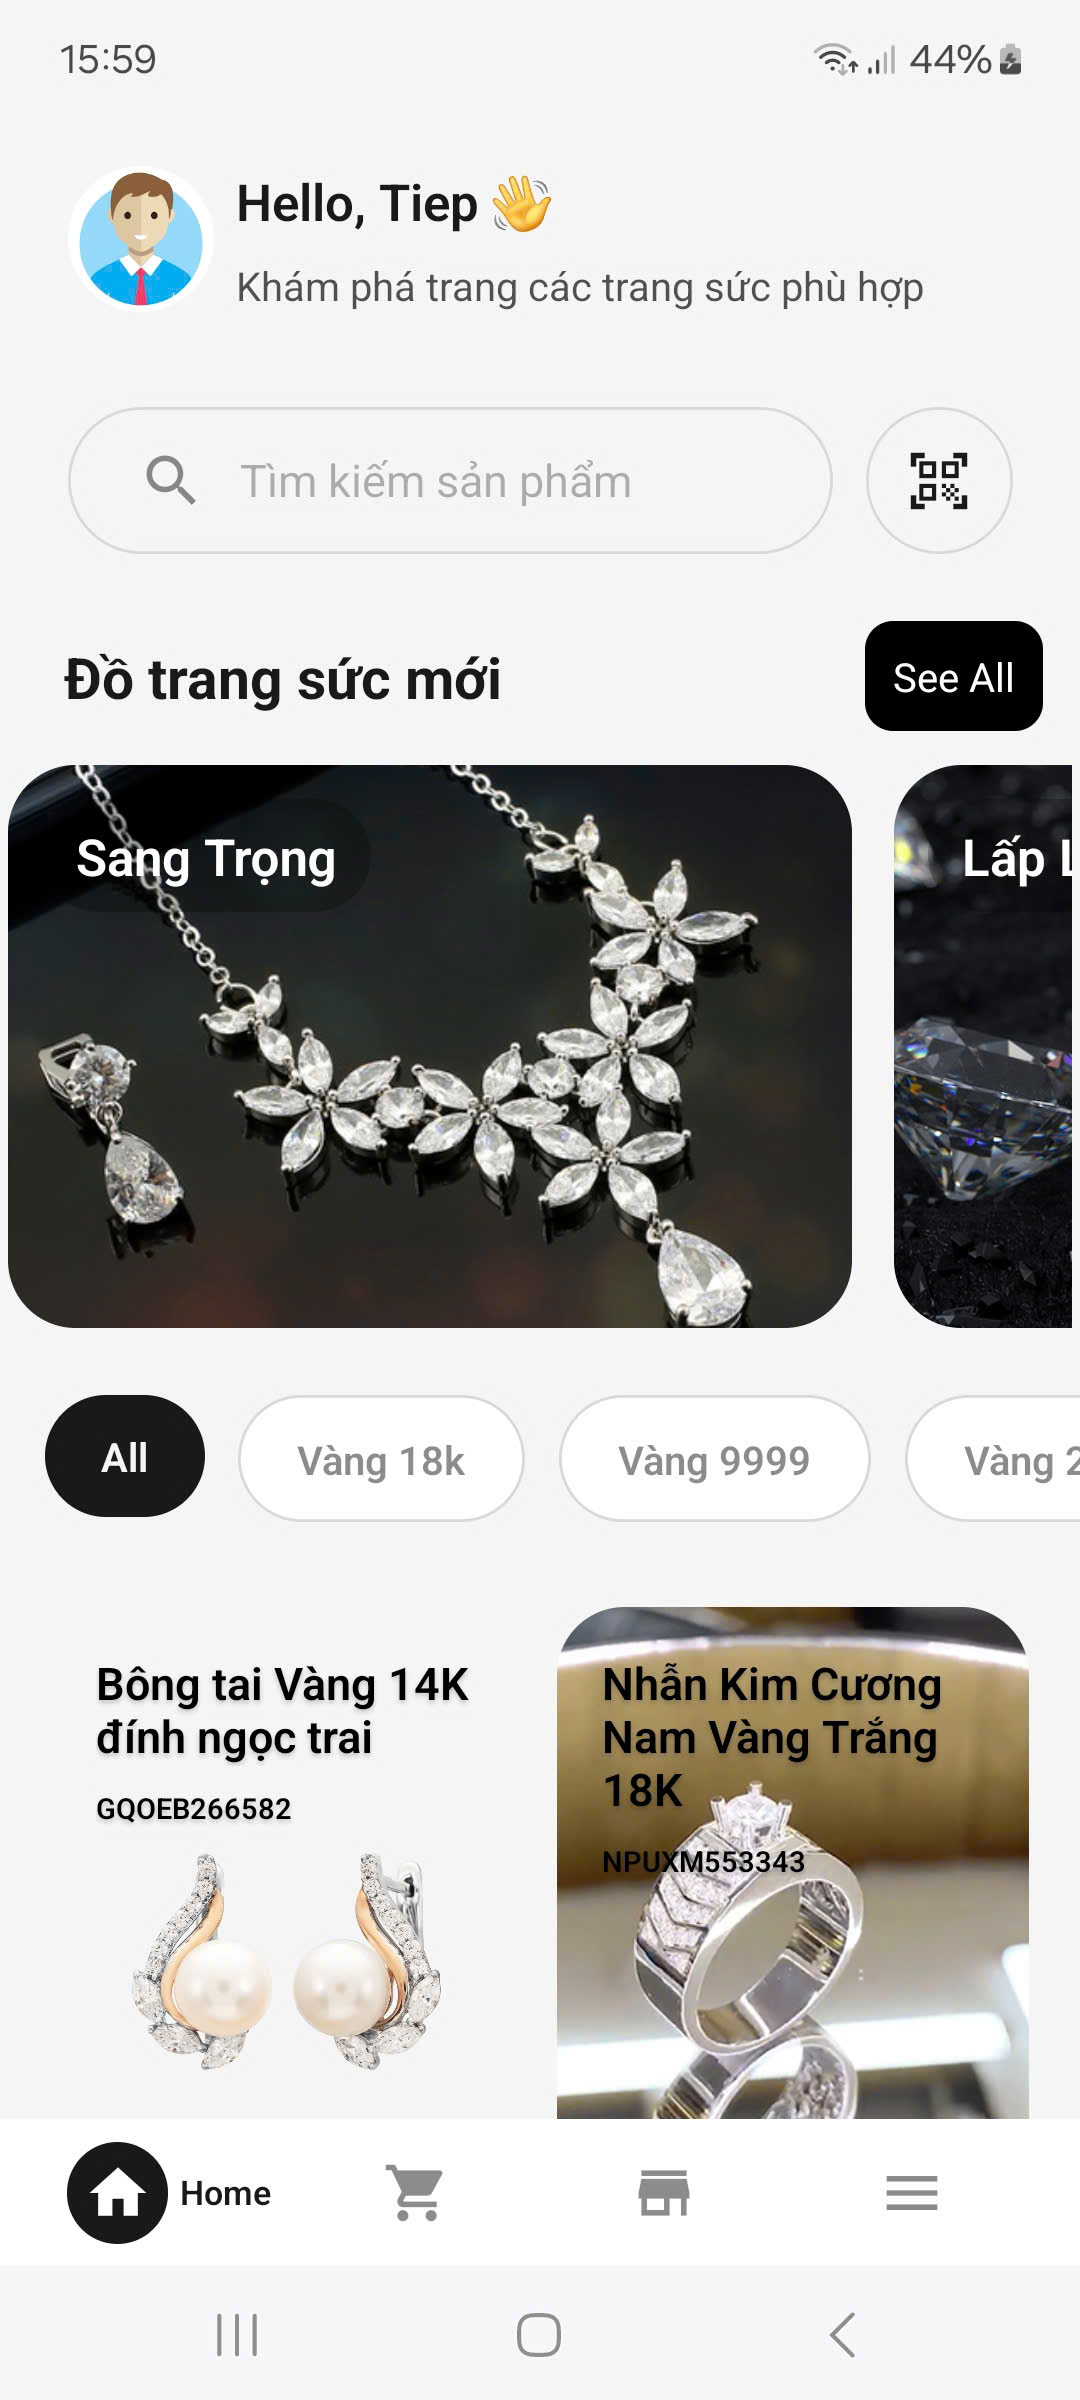 15:59
44%
Hello, Tiep 👋
Khám phá trang các trang sức phù hợp
Tìm kiếm sản phẩm
Đồ trang sức mới
See All
Sang Trọng
Lấp L
All
Vàng 18k
Vàng 9999
Vàng 2
Bông tai Vàng 14K
đính ngọc trai
GQOEB266582
Nhẫn Kim Cương
Nam Vàng Trắng
18K
NPUXM553343
Home